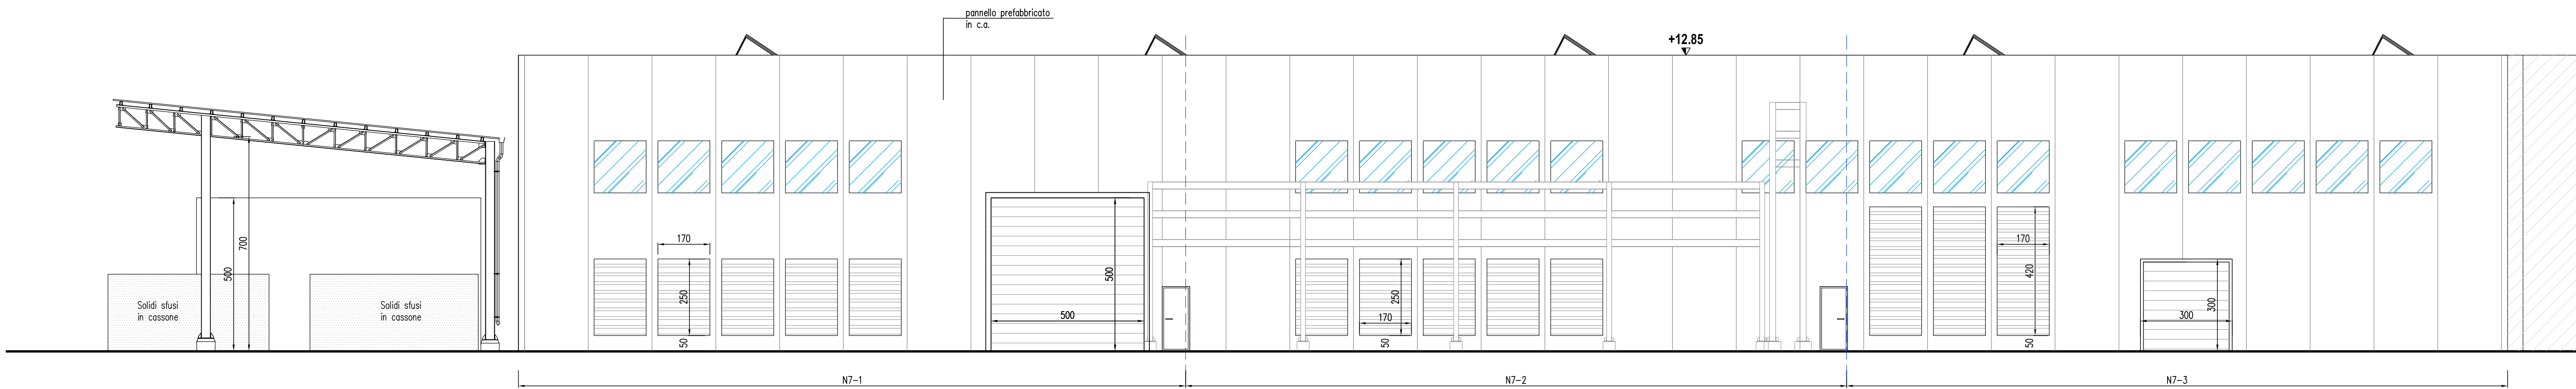 pannello prefabbricato
in c.a.
+12.85
700
500
Solidi sfusi
in cassone
Solidi sfusi
in cassone
170
250
50
500
500
250
170
50
170
420
50
300
300
N7-1
N7-2
N7-3